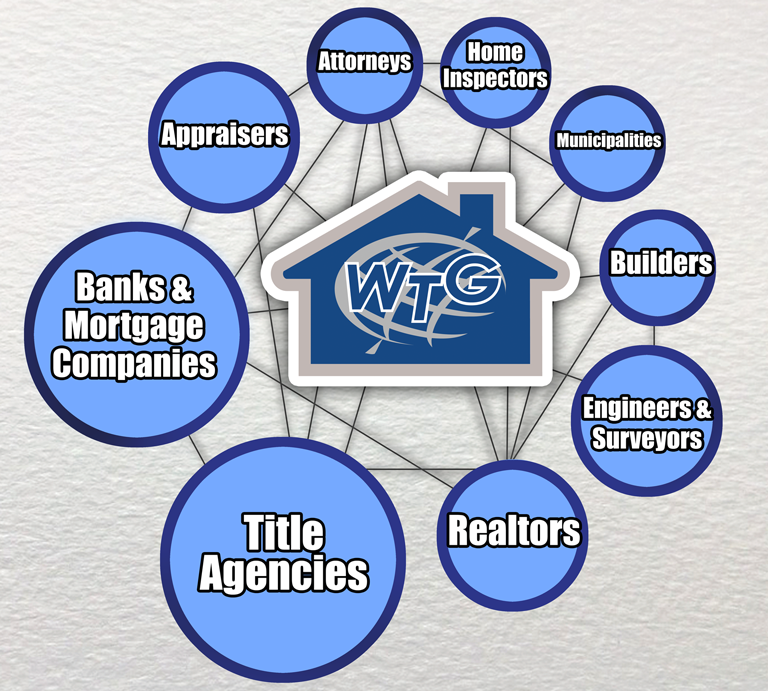 Attorneys
Home
Inspectors
Appraisers
Municipalities
Builders
WTG
Banks &
Mortgage
Companies
Engineers &
Surveyors
Title
Agencies
Realtors